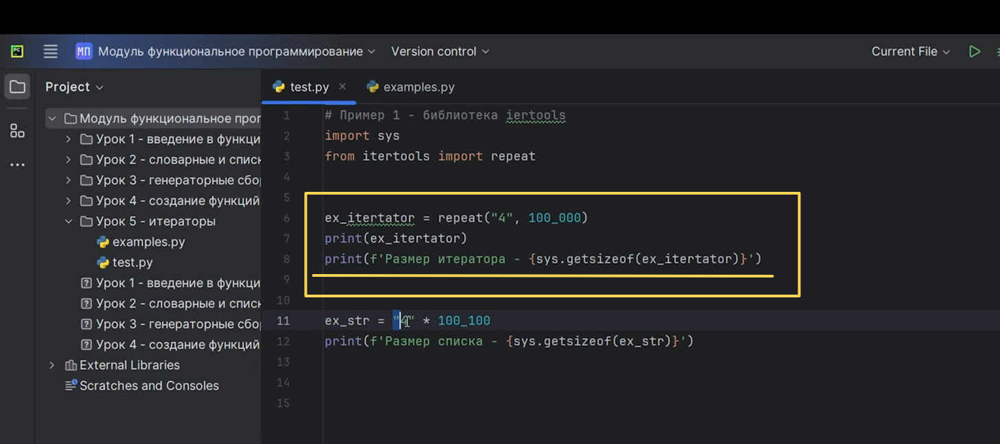 PC
МП Модуль функциональное программирование Version control Current File
Project
test.py examples.py
Модуль функциональное прог
Урок 1 - введение в функци
Урок 2 - словарные и списк
Урок 3 - генераторные сбор
Урок 4 - создание функций
Урок 5 - итераторы
examples.py
test.py
Урок 1 - введение в функци
Урок 2 - словарные и списк
Урок 3 - генераторные сбор
Урок 4 - создание функций
External Libraries
Scratches and Consoles
1 # Пример 1 - библиотека iertools
2 import sys
3 from itertools import repeat
4
5
6 ex_itertator = repeat("4", 100_000)
7 print(ex_itertator)
8 print(f'Размер итератора - {sys.getsizeof(ex_itertator)}')
9
10
11 ex_str = "4" * 100_100
12 print(f'Размер списка - {sys.getsizeof(ex_str)}')
13
14
15